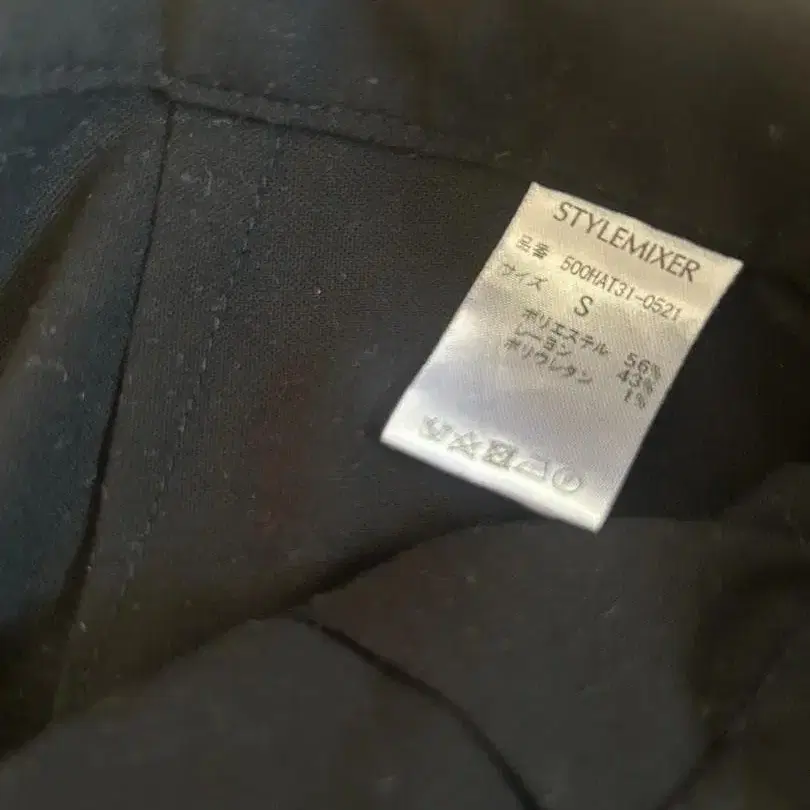 STYLEMIXER
品番 500HAT31-0521
サイズ S
ポリエステル 56%
レーヨン 43%
ポリウレタン 1%